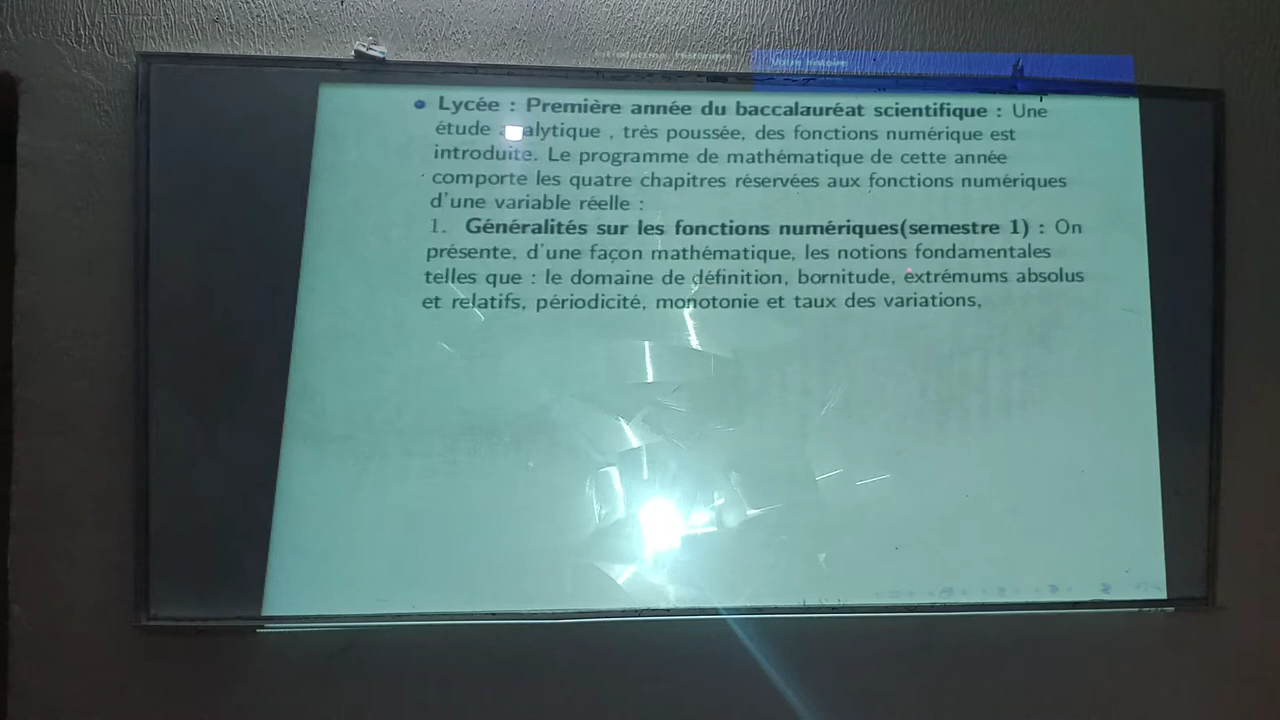 Votre histoire
Lycée : Première année du baccalauréat scientifique : Une
étude analytique , très poussée, des fonctions numérique est
introduite. Le programme de mathématique de cette année
comporte les quatre chapitres réservées aux fonctions numériques
d'une variable réelle :
1. Généralités sur les fonctions numériques(semestre 1) : On
présente, d'une façon mathématique, les notions fondamentales
telles que : le domaine de définition, bornitude, extrémums absolus
et relatifs, périodicité, monotonie et taux des variations,